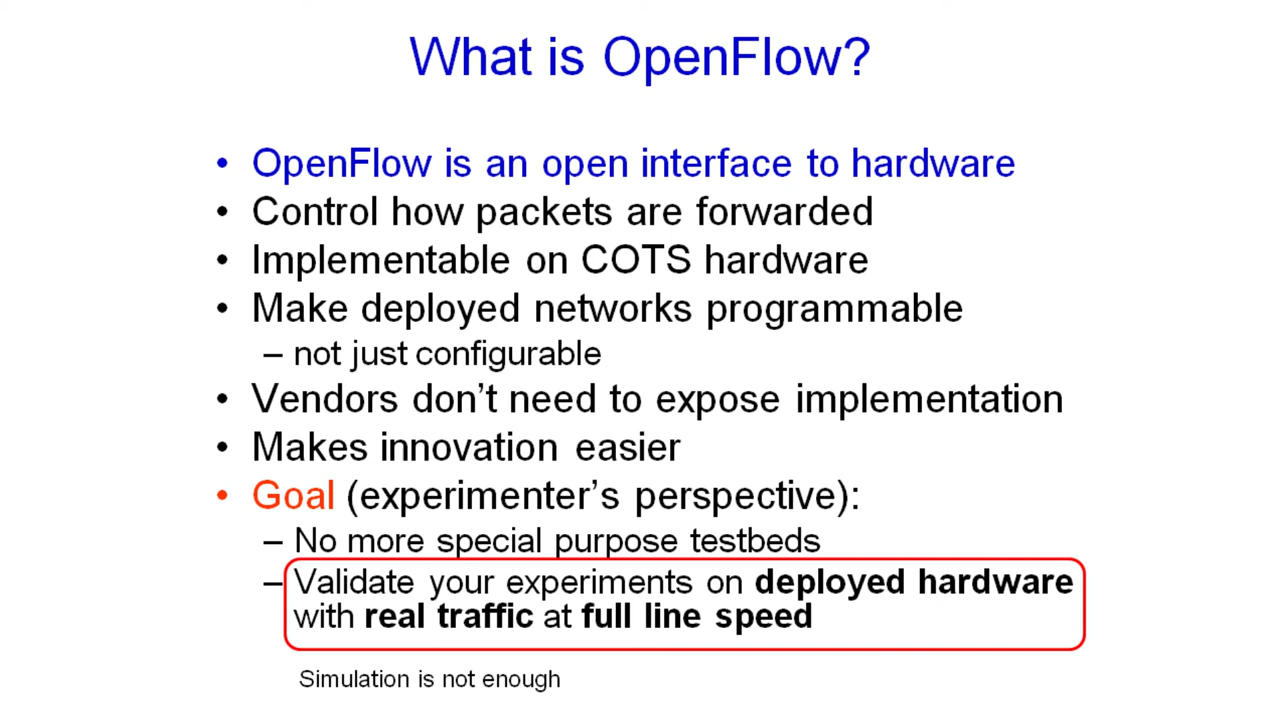 What is OpenFlow?
• OpenFlow is an open interface to hardware
• Control how packets are forwarded
• Implementable on COTS hardware
• Make deployed networks programmable
– not just configurable
• Vendors don’t need to expose implementation
• Makes innovation easier
• Goal (experimenter’s perspective):
– No more special purpose testbeds
– Validate your experiments on deployed hardware
with real traffic at full line speed
Simulation is not enough